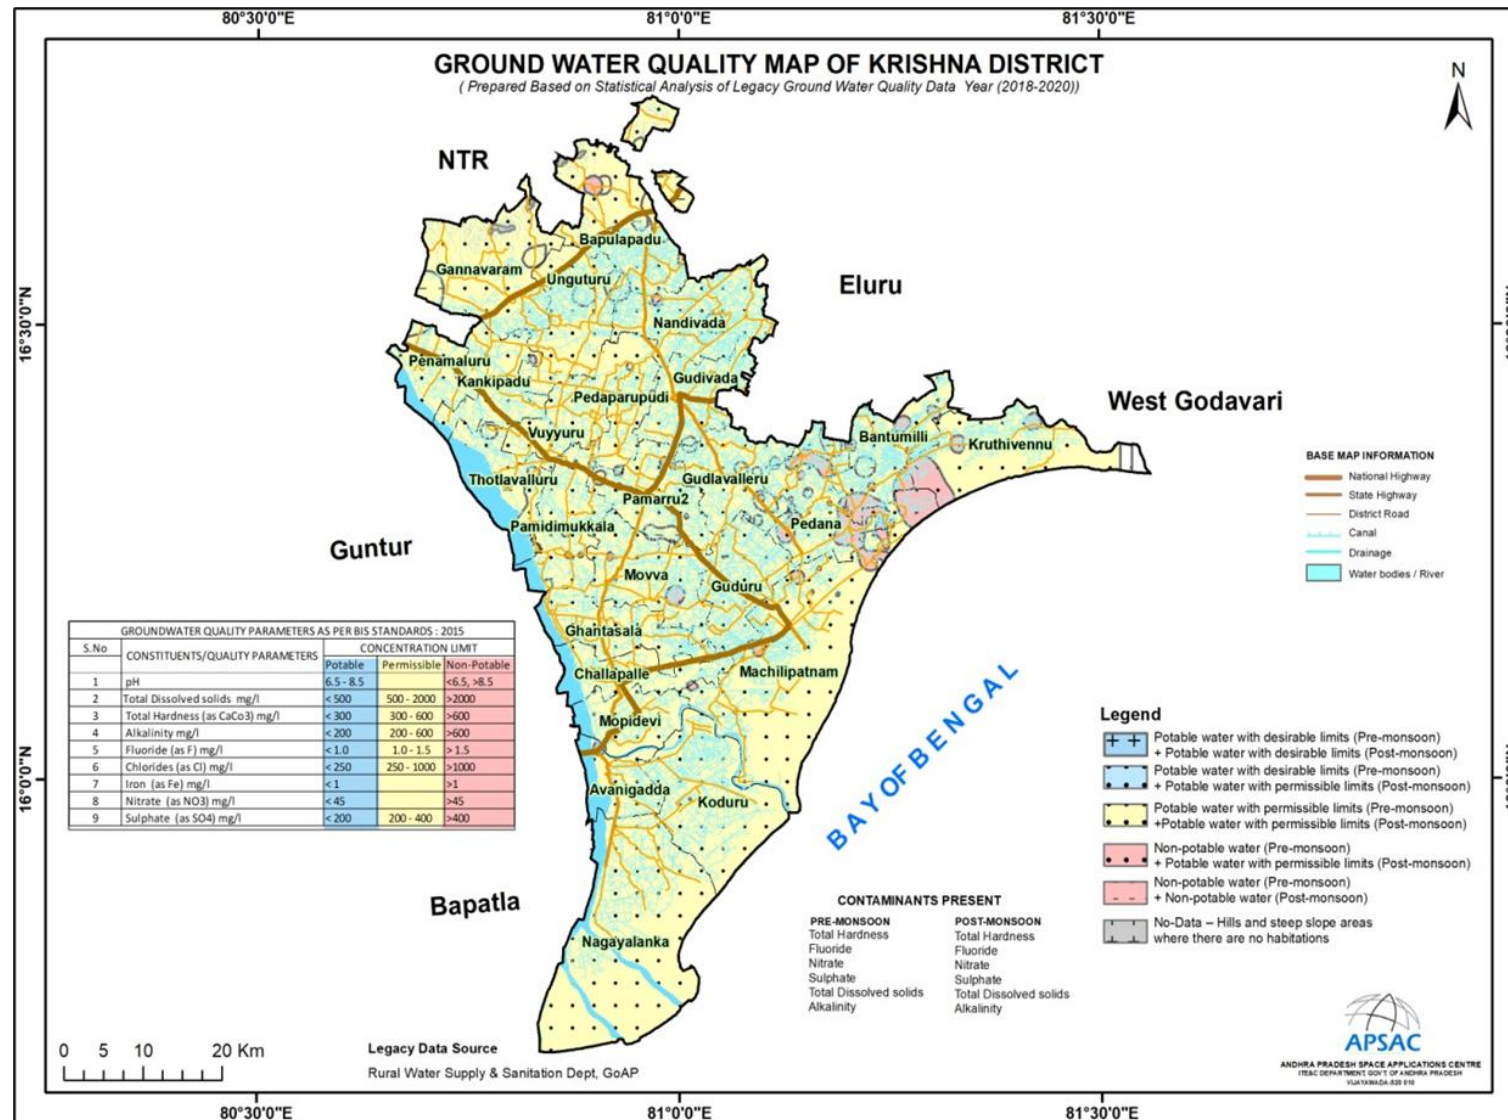 80°30'0"E
81°0'0"E
81°30'0"E
GROUND WATER QUALITY MAP OF KRISHNA DISTRICT
( Prepared Based on Statistical Analysis of Legacy Ground Water Quality Data Year (2018-2020))
N
NTR
Bapulapadu
Gannavaram
Unguturu
Eluru
16°30'0"N
Nandivada
Penamaluru
Kankipadu
Gudivada
Pedaparupudi
West Godavari
Vuyyuru
Bantumilli
Kruthivennu
Thotlavalluru
Gudlavalleru
Pamarru2
Pamidimukkala
Pedana
Guntur
Movva
Guduru
Ghantasala
Challapalle
Machilipatnam
Mopidevi
Avanigadda
Koduru
BAY OF BENGAL
Bapatla
Nagayalanka
16°0'0"N
BASE MAP INFORMATION
National Highway
State Highway
District Road
Canal
Drainage
Water bodies / River
GROUNDWATER QUALITY PARAMETERS AS PER BIS STANDARDS : 2015
S.No CONSTITUENTS/QUALITY PARAMETERS CONCENTRATION LIMIT
Potable Permissible Non-Potable
1 pH 6.5 - 8.5 <6.5, >8.5
2 Total Dissolved solids mg/l < 500 500 - 2000 >2000
3 Total Hardness (as CaCo3) mg/l < 300 300 - 600 >600
4 Alkalinity mg/l < 200 200 - 600 >600
5 Fluoride (as F) mg/l < 1.0 1.0 - 1.5 > 1.5
6 Chlorides (as Cl) mg/l < 250 250 - 1000 >1000
7 Iron (as Fe) mg/l < 1 >1
8 Nitrate (as NO3) mg/l < 45 >45
9 Sulphate (as SO4) mg/l < 200 200 - 400 >400
Legend
Potable water with desirable limits (Pre-monsoon)
+ Potable water with desirable limits (Post-monsoon)
Potable water with desirable limits (Pre-monsoon)
+ Potable water with permissible limits (Post-monsoon)
Potable water with permissible limits (Pre-monsoon)
+Potable water with permissible limits (Post-monsoon)
Non-potable water (Pre-monsoon)
+ Potable water with permissible limits (Post-monsoon)
Non-potable water (Pre-monsoon)
+ Non-potable water (Post-monsoon)
No-Data – Hills and steep slope areas
where there are no habitations
CONTAMINANTS PRESENT
PRE-MONSOON POST-MONSOON
Total Hardness Total Hardness
Fluoride Fluoride
Nitrate Nitrate
Sulphate Sulphate
Total Dissolved solids Total Dissolved solids
Alkalinity Alkalinity
0 5 10 20 Km
Legacy Data Source
Rural Water Supply & Sanitation Dept, GoAP
APSAC
ANDHRA PRADESH SPACE APPLICATIONS CENTRE
ITE&C DEPARTMENT, GOVT. OF ANDHRA PRADESH
VIJAYAWADA-520 010
80°30'0"E
81°0'0"E
81°30'0"E